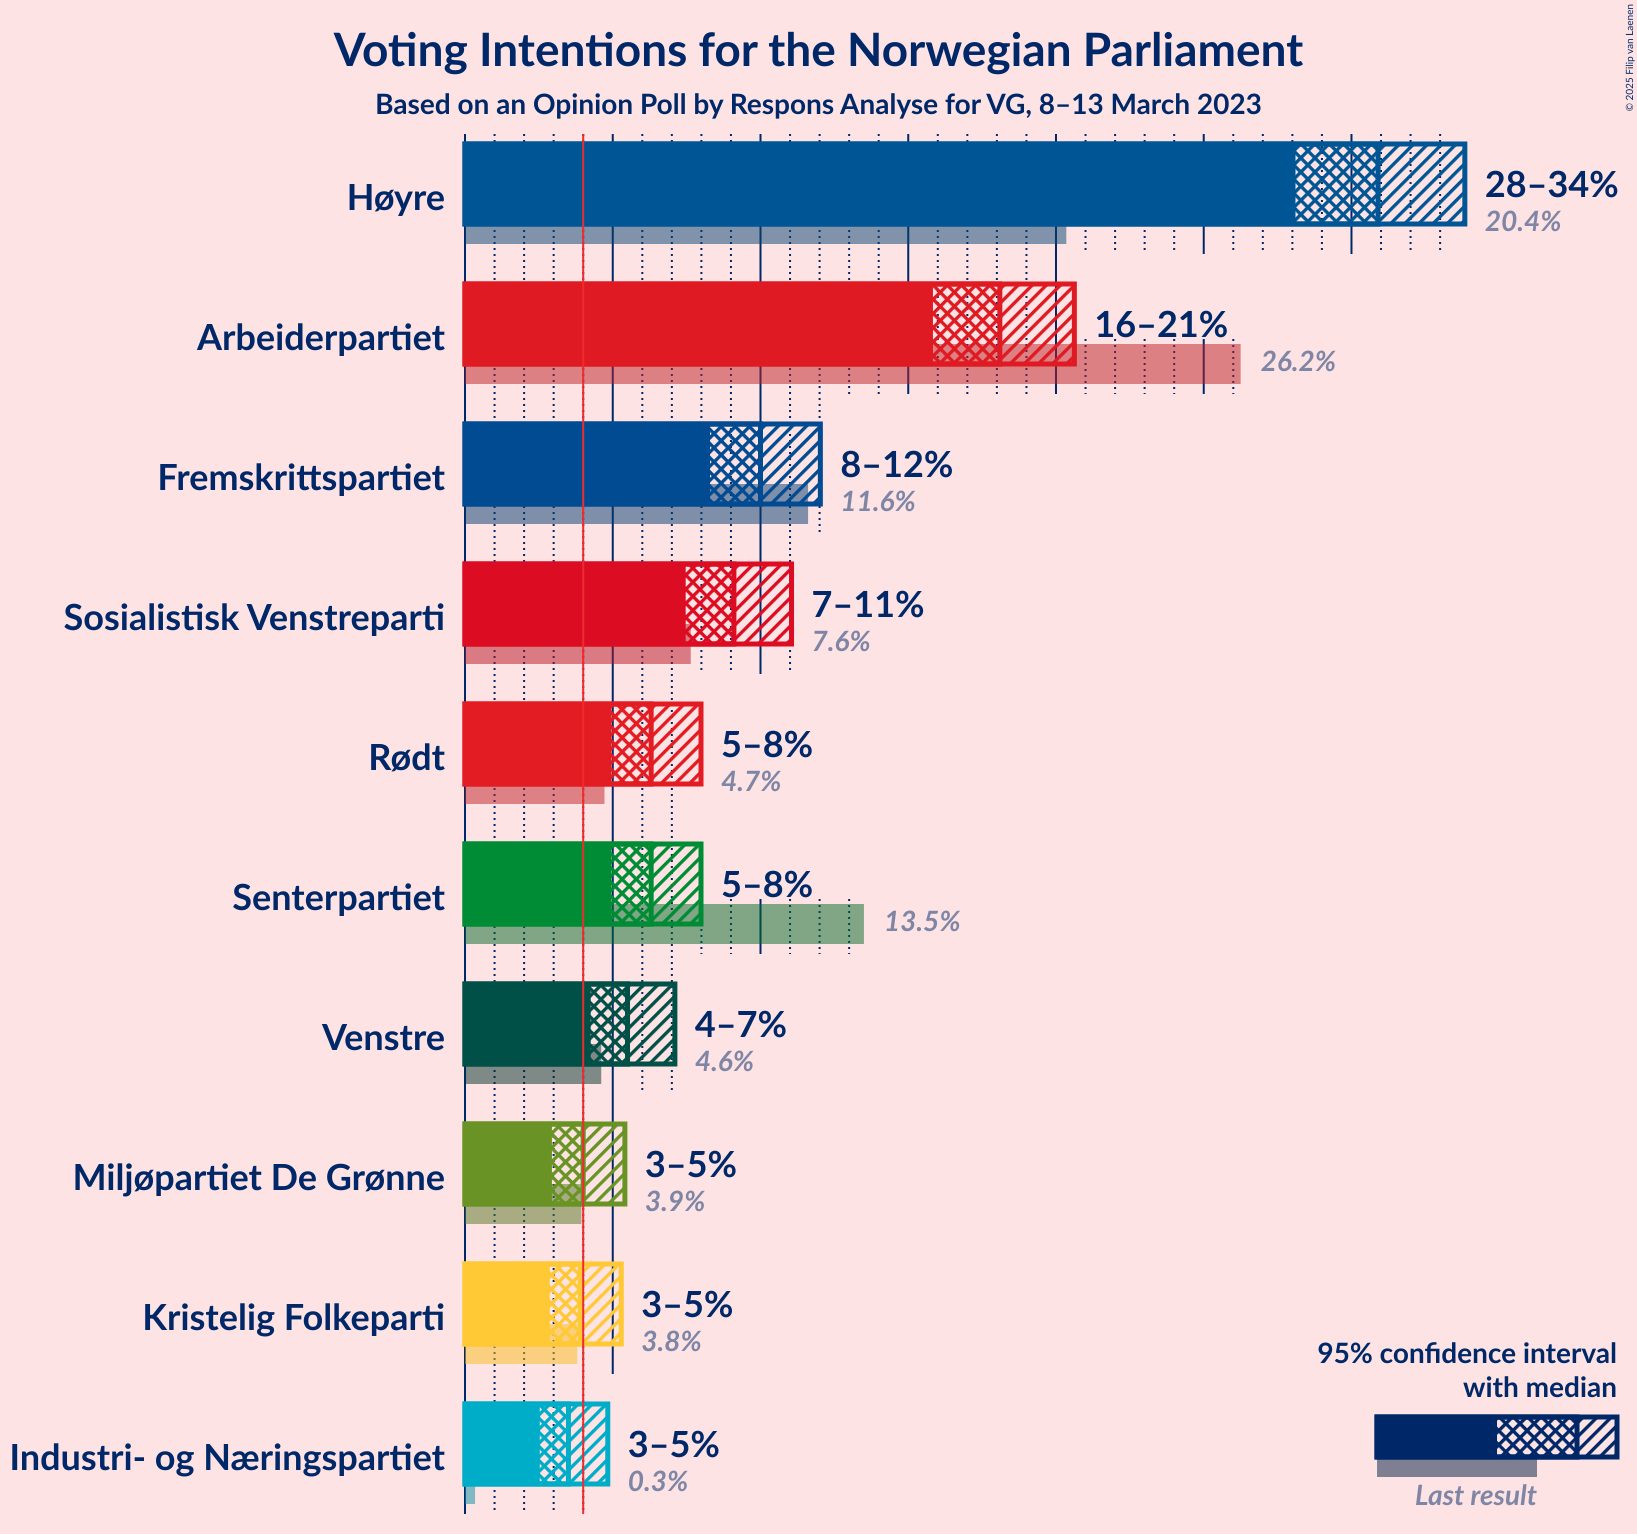 Voting Intentions for the Norwegian Parliament
Based on an Opinion Poll by Respons Analyse for VG, 8–13 March 2023
© 2025 Filip van Laenen
Høyre
28–34%
20.4%
Arbeiderpartiet
16–21%
26.2%
Fremskrittspartiet
8–12%
11.6%
Sosialistisk Venstreparti
7–11%
7.6%
Rødt
5–8%
4.7%
Senterpartiet
5–8%
13.5%
Venstre
4–7%
4.6%
Miljøpartiet De Grønne
3–5%
3.9%
Kristelig Folkeparti
3–5%
3.8%
Industri- og Næringspartiet
3–5%
0.3%
95% confidence interval
with median
Last result